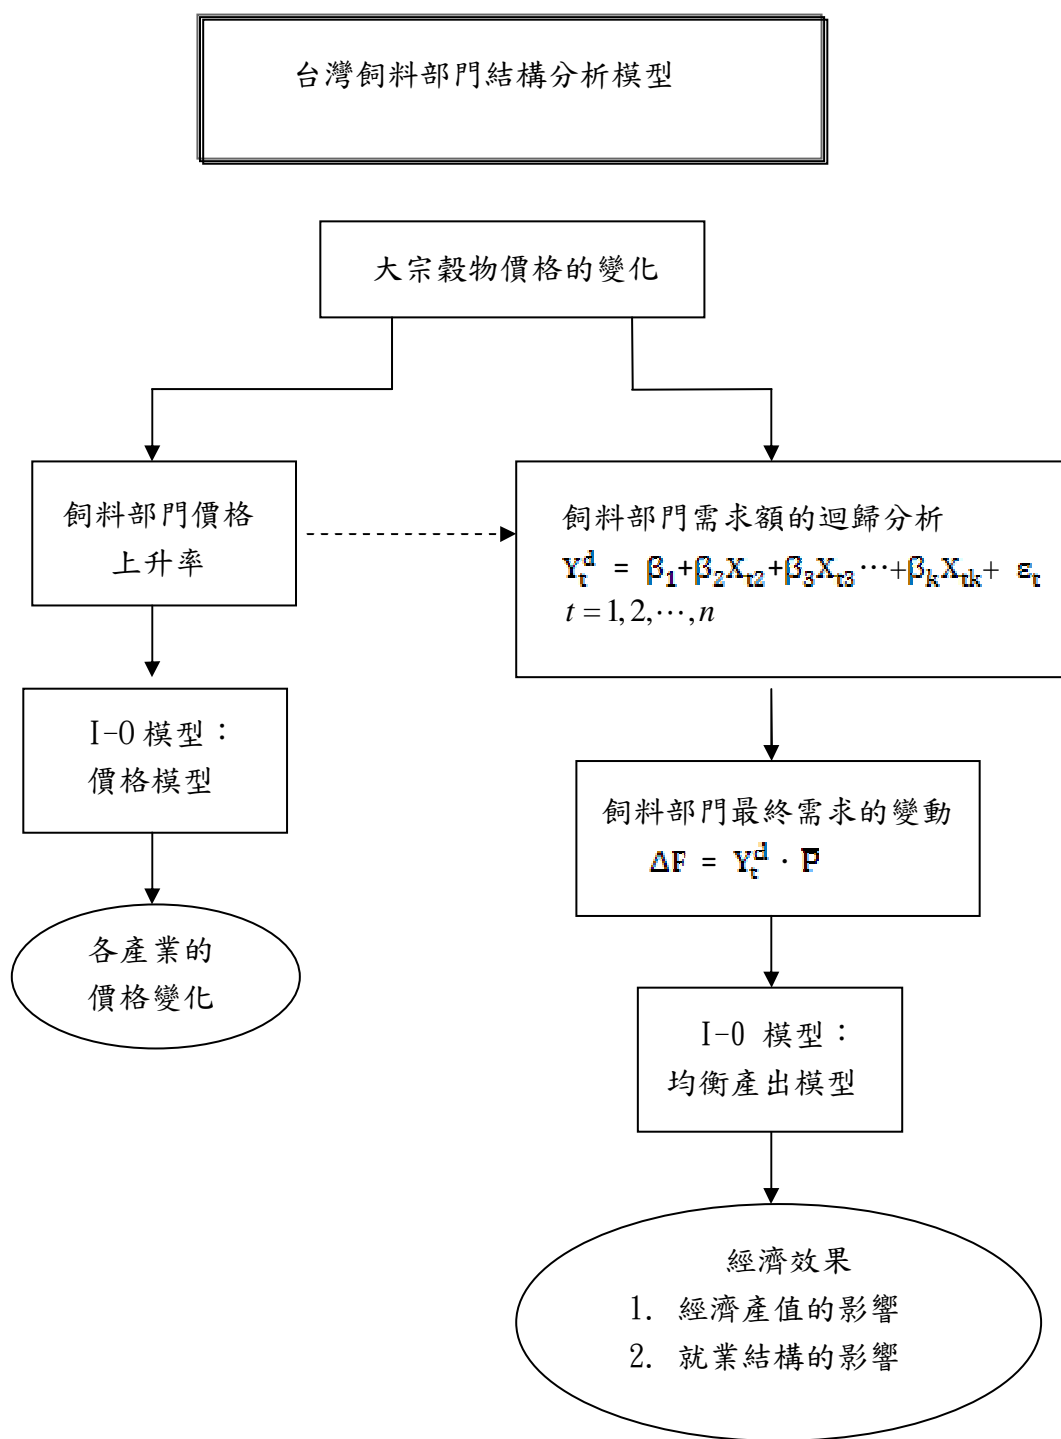 台灣飼料部門結構分析模型
大宗穀物價格的變化
飼料部門價格
上升率
飼料部門需求額的迴歸分析
Y_t^d = β_1+β_2X_t2+β_3X_t3⋯+β_kX_tk+ ε_t
t = 1, 2, ⋯, n
I-O 模型：
價格模型
飼料部門最終需求的變動
ΔF = Y_t^d · P̅
各產業的
價格變化
I-O 模型：
均衡產出模型
經濟效果
1. 經濟產值的影響
2. 就業結構的影響